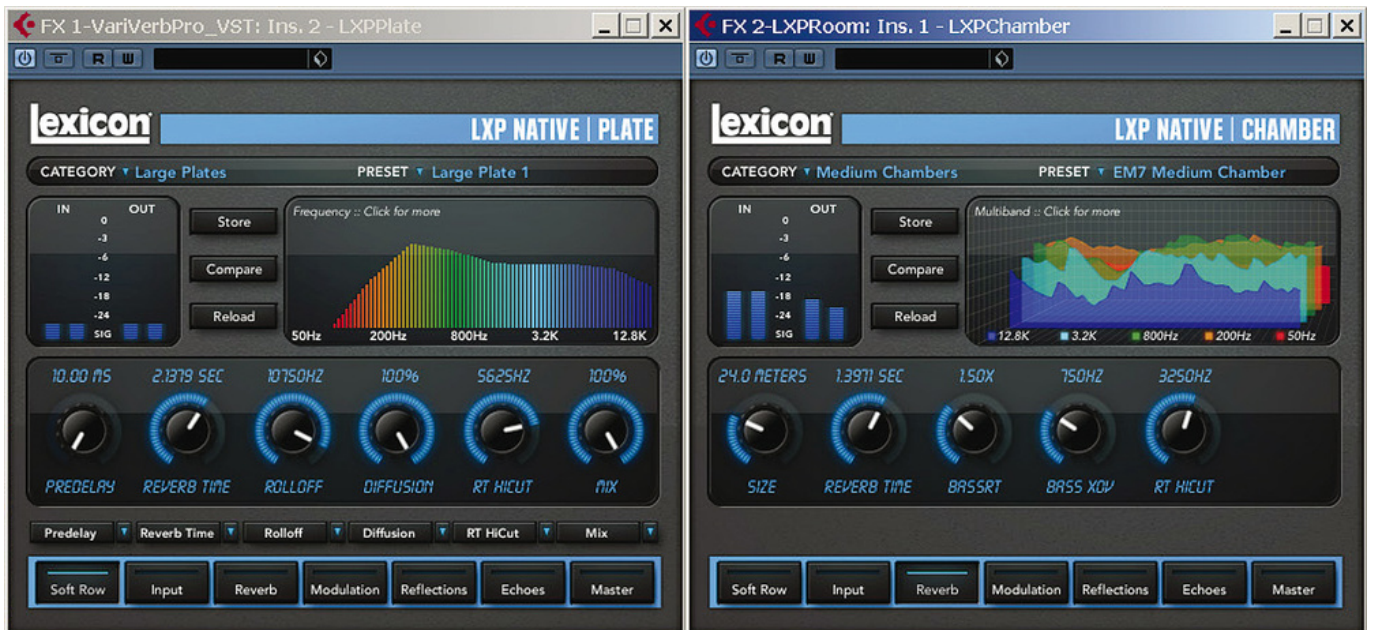 FX 1-VariVerbPro_VST: Ins. 2 - LXPPlate
R W
lexicon
LXP NATIVE | PLATE
CATEGORY Large Plates PRESET Large Plate 1
IN OUT
0
-3
-6
-12
-18
-24
SIG
Store
Compare
Reload
Frequency :: Click for more
50Hz 200Hz 800Hz 3.2K 12.8K
10.00 MS 2.1379 SEC 10750HZ 100% 5625HZ 100%
PREDELAY REVERB TIME ROLLOFF DIFFUSION RT HICUT MIX
Predelay Reverb Time Rolloff Diffusion RT HiCut Mix
Soft Row Input Reverb Modulation Reflections Echoes Master
FX 2-LXPRoom: Ins. 1 - LXPChamber
R W
lexicon
LXP NATIVE | CHAMBER
CATEGORY Medium Chambers PRESET EM7 Medium Chamber
IN OUT
0
-3
-6
-12
-18
-24
SIG
Store
Compare
Reload
Multiband :: Click for more
12.8K 3.2K 800Hz 200Hz 50Hz
24.0 METERS 1.3971 SEC 1.50X 750HZ 3250HZ
SIZE REVERB TIME BASSRT BASS XOV RT HICUT
Soft Row Input Reverb Modulation Reflections Echoes Master